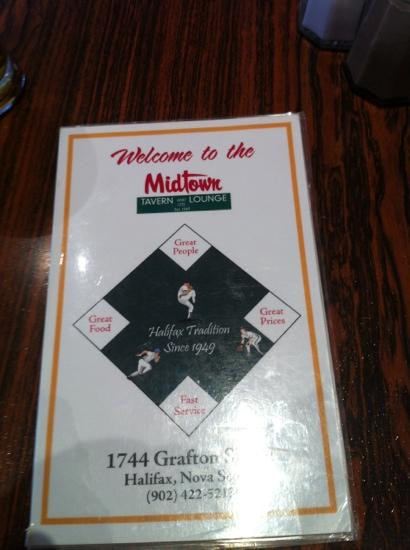 Welcome to the
Midtown
TAVERN AND LOUNGE
Great
People
Great
Food
Halifax Tradition
Since 1949
Great
Prices
Fast
Service
1744 Grafton
Halifax, Nova
(902)